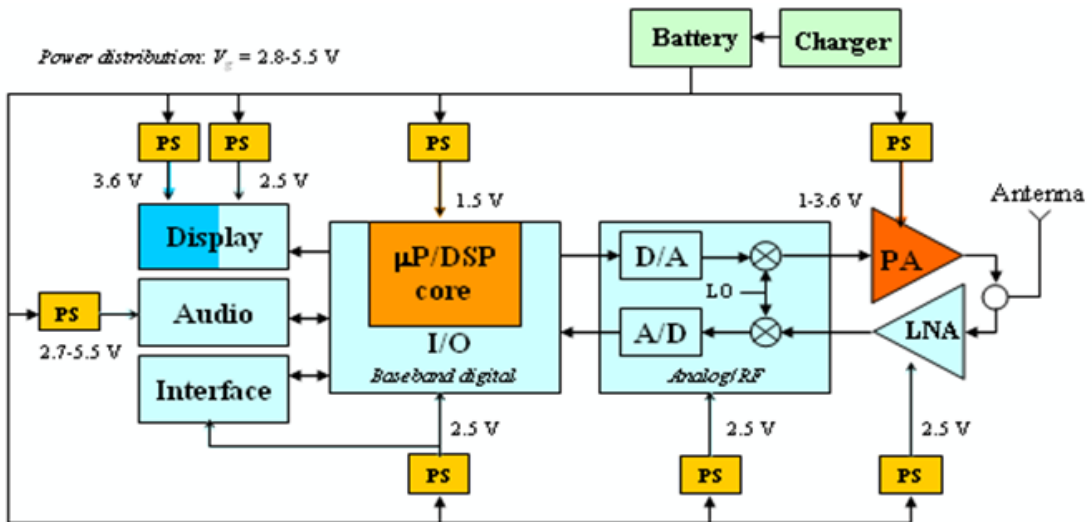 Battery
Charger
Power distribution: Vg = 2.8-5.5 V
PS
PS
PS
PS
3.6 V
2.5 V
1.5 V
1-3.6 V
Antenna
Display
μP/DSP
core
D/A
PA
LO
PS
Audio
2.7-5.5 V
I/O
A/D
LNA
Baseband digital
Analog/RF
Interface
2.5 V
2.5 V
2.5 V
PS
PS
PS